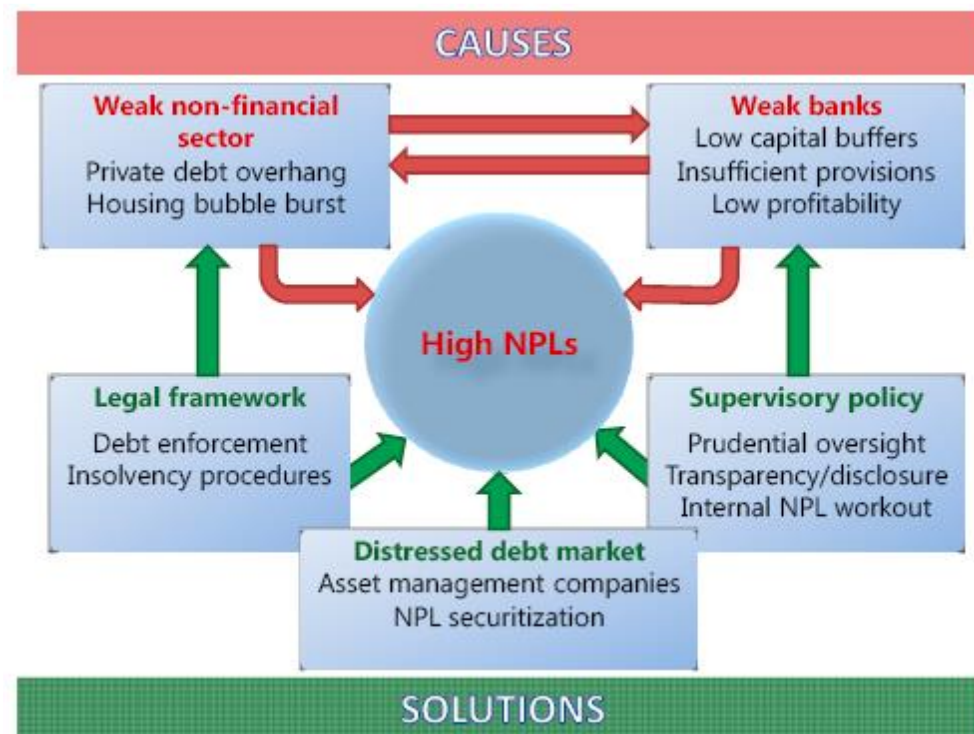 CAUSES
Weak non-financial
sector
Private debt overhang
Housing bubble burst
Weak banks
Low capital buffers
Insufficient provisions
Low profitability
High NPLs
Legal framework
Debt enforcement
Insolvency procedures
Supervisory policy
Prudential oversight
Transparency/disclosure
Internal NPL workout
Distressed debt market
Asset management companies
NPL securitization
SOLUTIONS